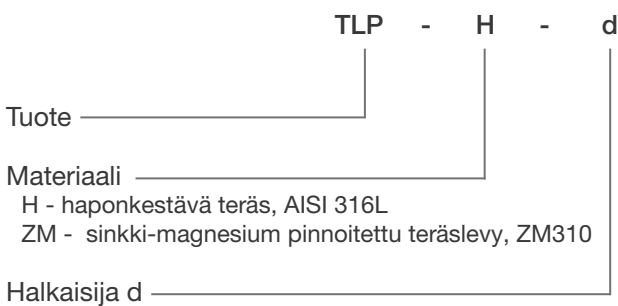 TLP - H - d
Tuote
Materiaali
H - haponkestävä teräs, AISI 316L
ZM - sinkki-magnesium pinnoitettu teräslevy, ZM310
Halkaisija d